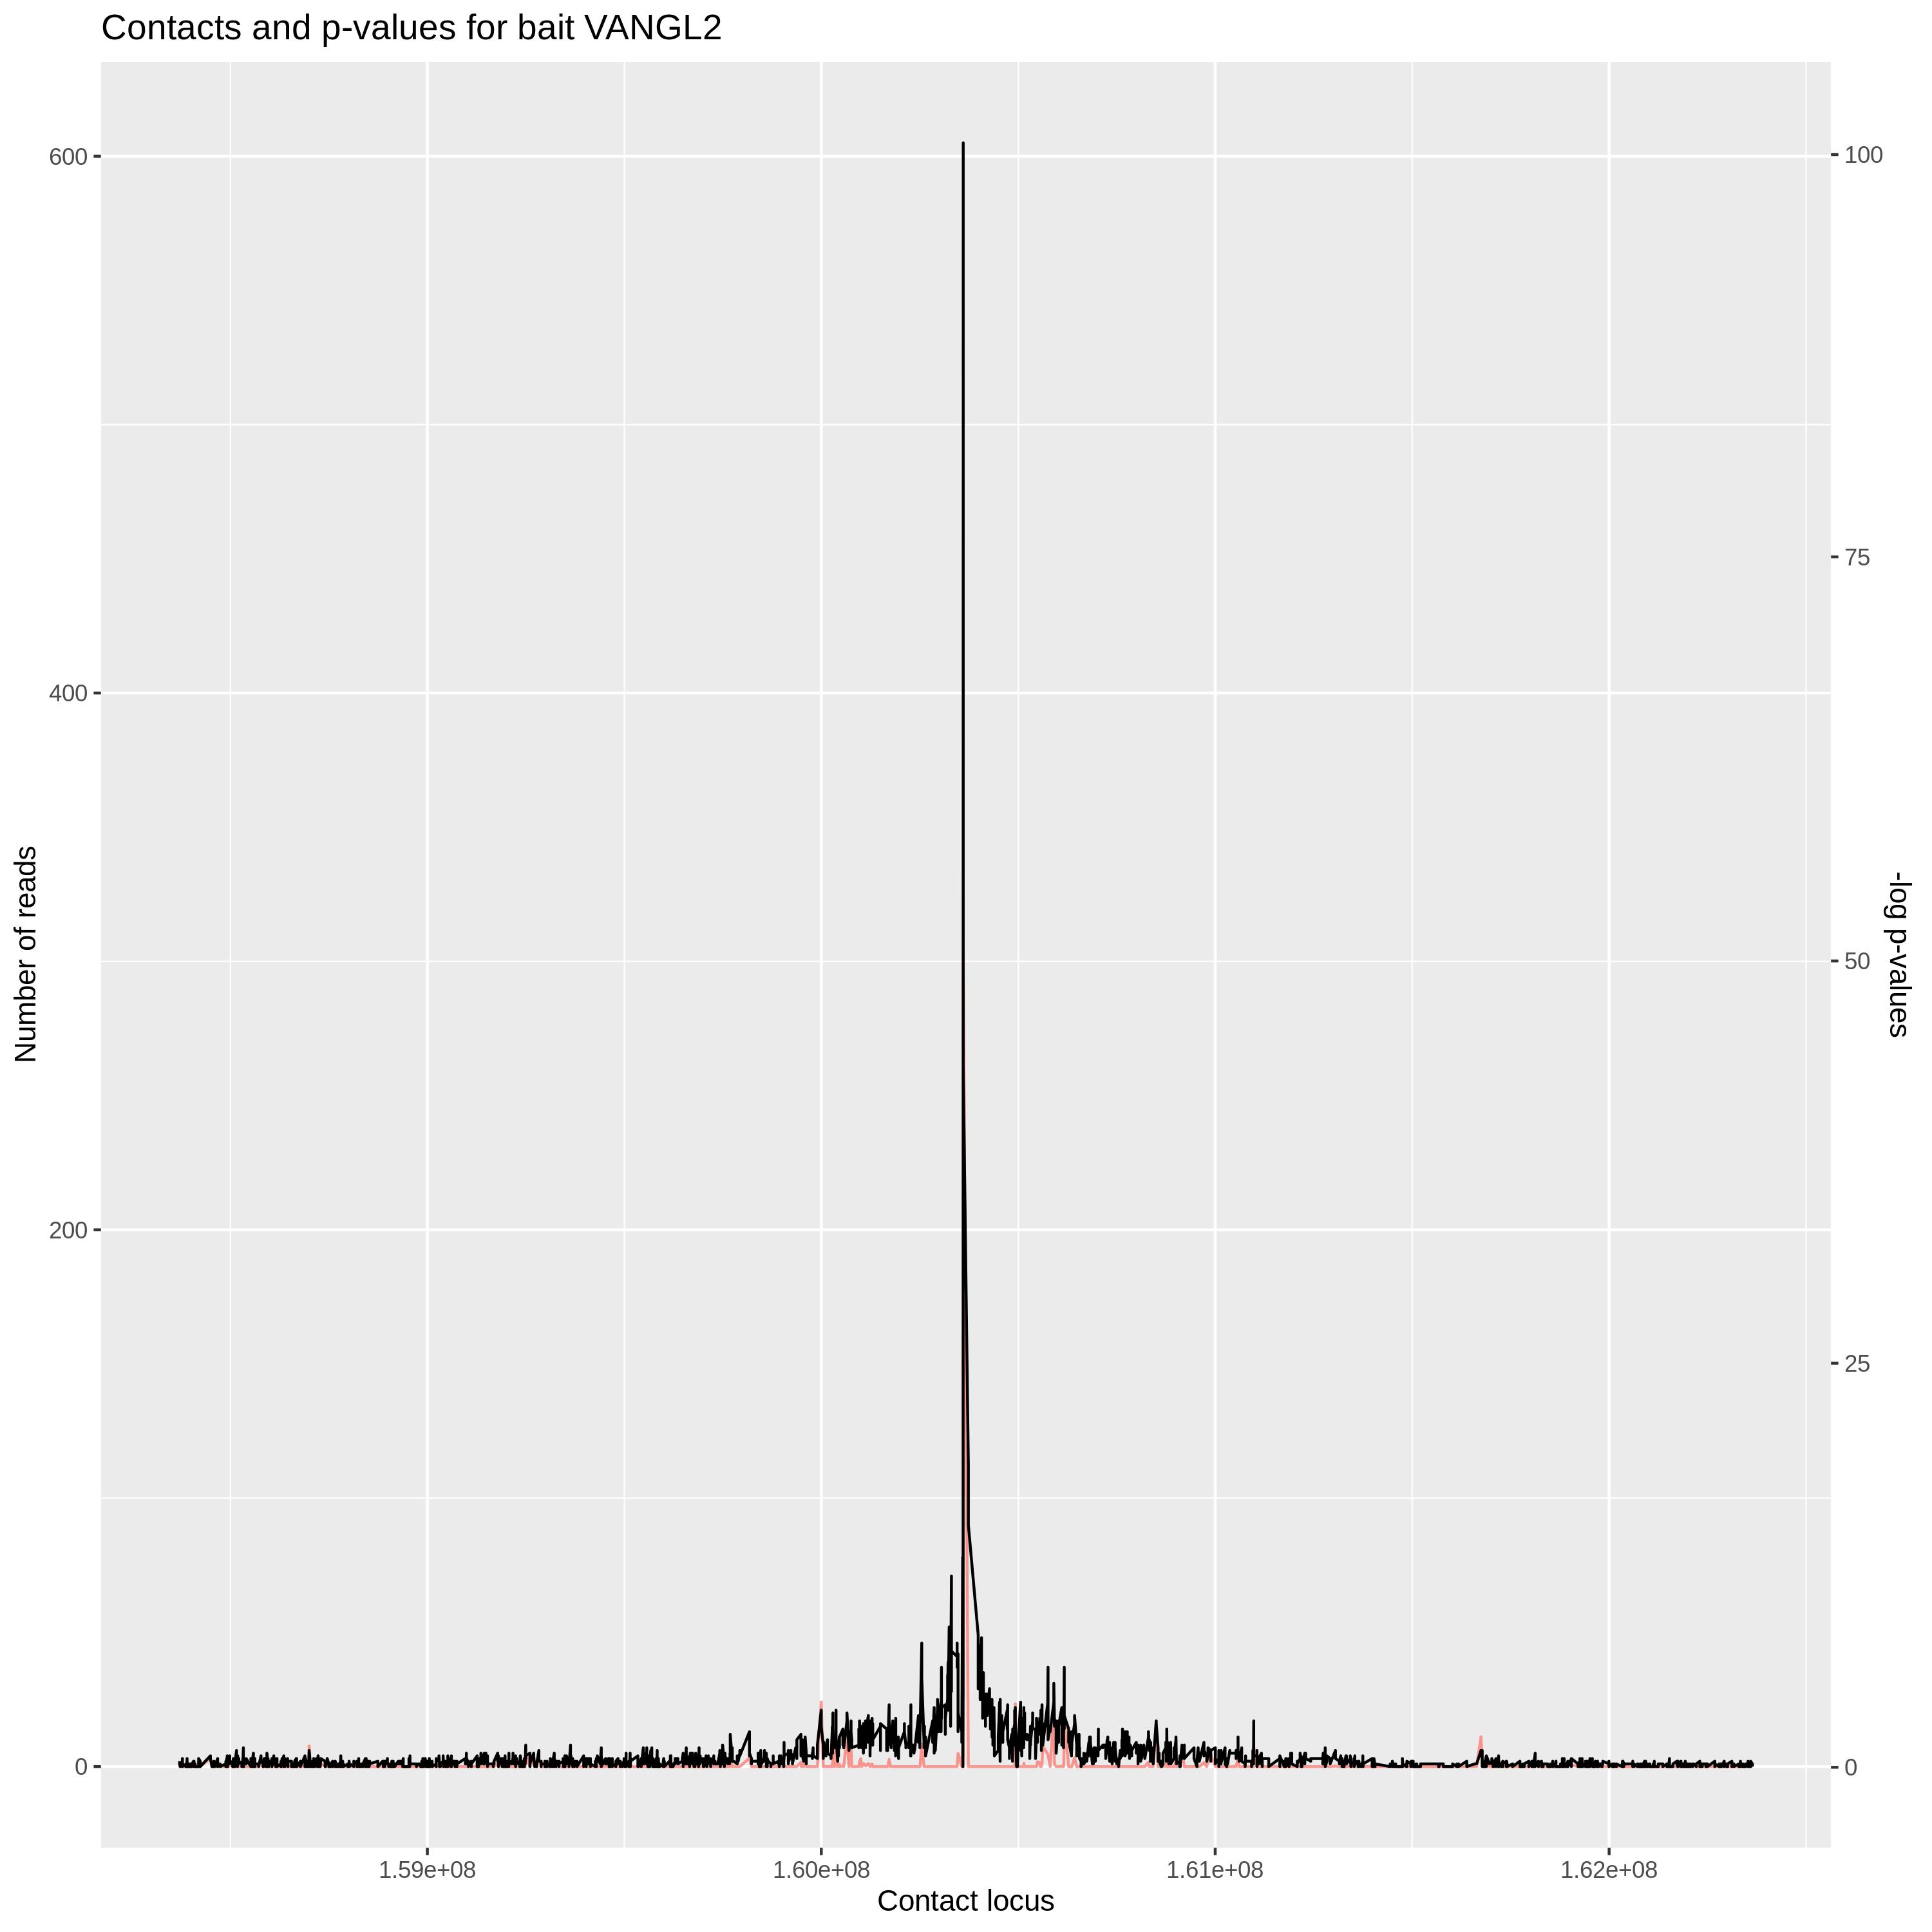 Contacts and p-values for bait VANGL2
600
400
200
0
Number of reads
100
75
50
25
0
-log p-values
1.59e+08
1.60e+08
1.61e+08
1.62e+08
Contact locus